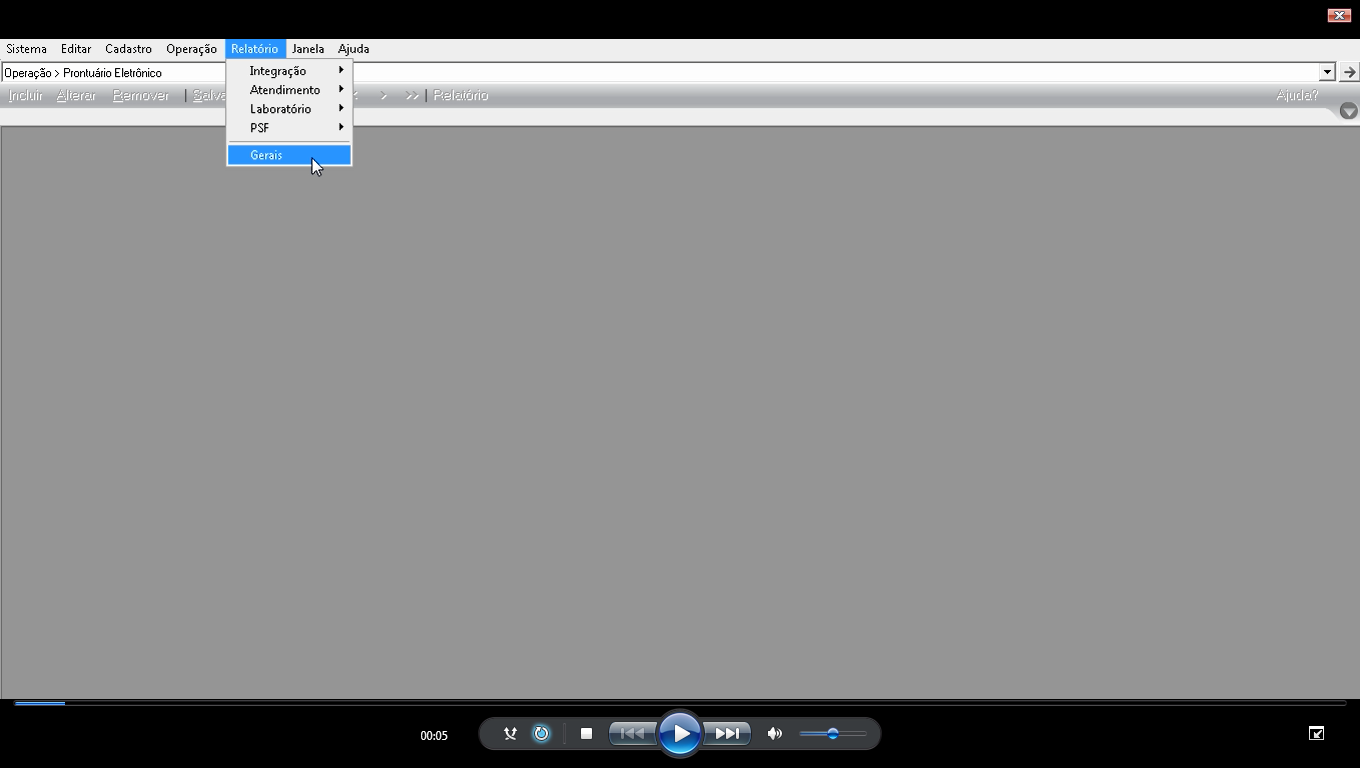 Sistema Editar Cadastro Operação Relatório Janela Ajuda
Operação > Prontuário Eletrônico
Incluir Alterar Remover | Salva > >> | Relatório Ajuda?
Integração
Atendimento
Laboratório
PSF
Gerais
00:05